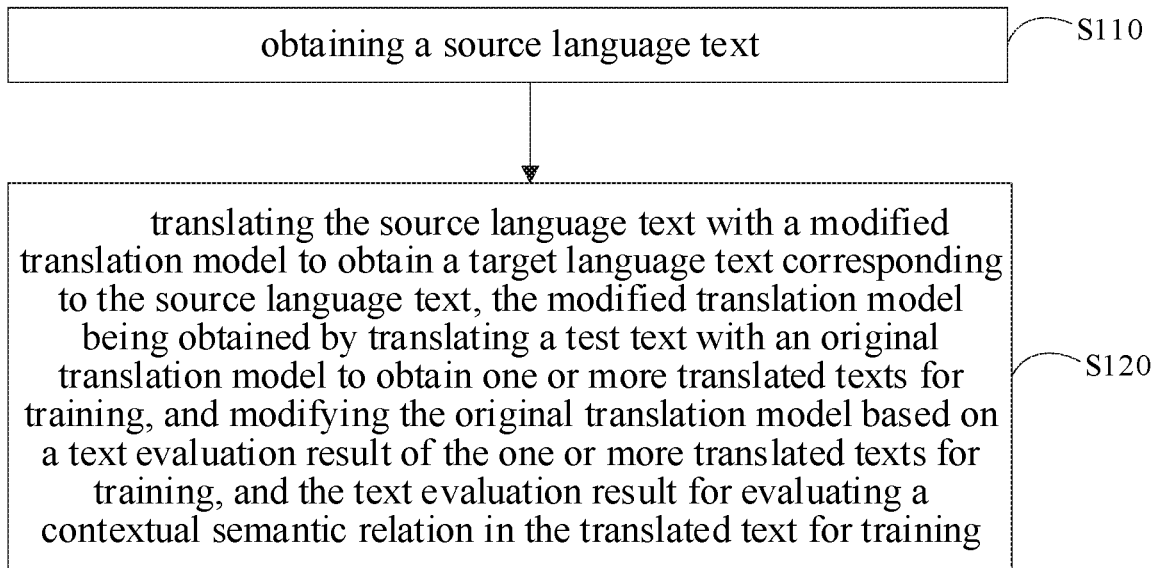 obtaining a source language text
S110
translating the source language text with a modified
translation model to obtain a target language text corresponding
to the source language text, the modified translation model
being obtained by translating a test text with an original
translation model to obtain one or more translated texts for
training, and modifying the original translation model based on
a text evaluation result of the one or more translated texts for
training, and the text evaluation result for evaluating a
contextual semantic relation in the translated text for training
S120